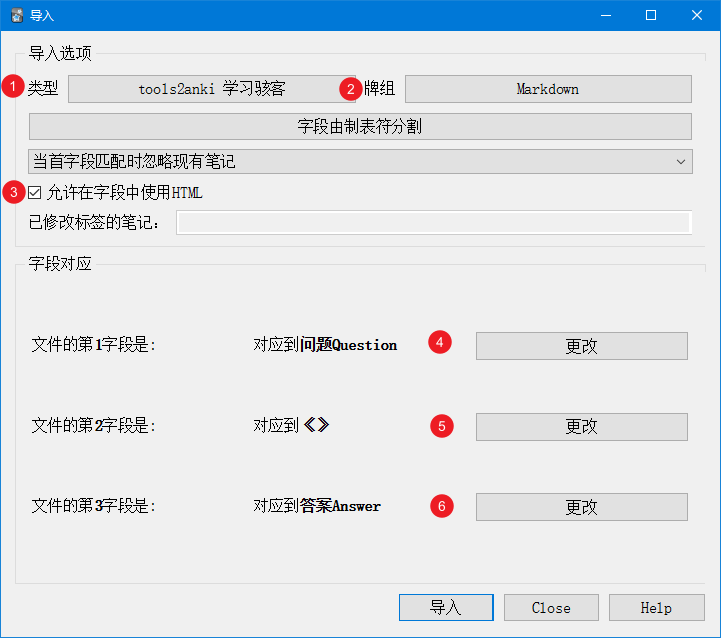 导入
导入选项
1 类型 tools2anki 学习骇客 2 牌组 Markdown
字段由制表符分割
当首字段匹配时忽略现有笔记
3 允许在字段中使用HTML
已修改标签的笔记：
字段对应
文件的第1字段是: 对应到问题Question 4 更改
文件的第2字段是: 对应到《》 5 更改
文件的第3字段是: 对应到答案Answer 6 更改
导入 Close Help